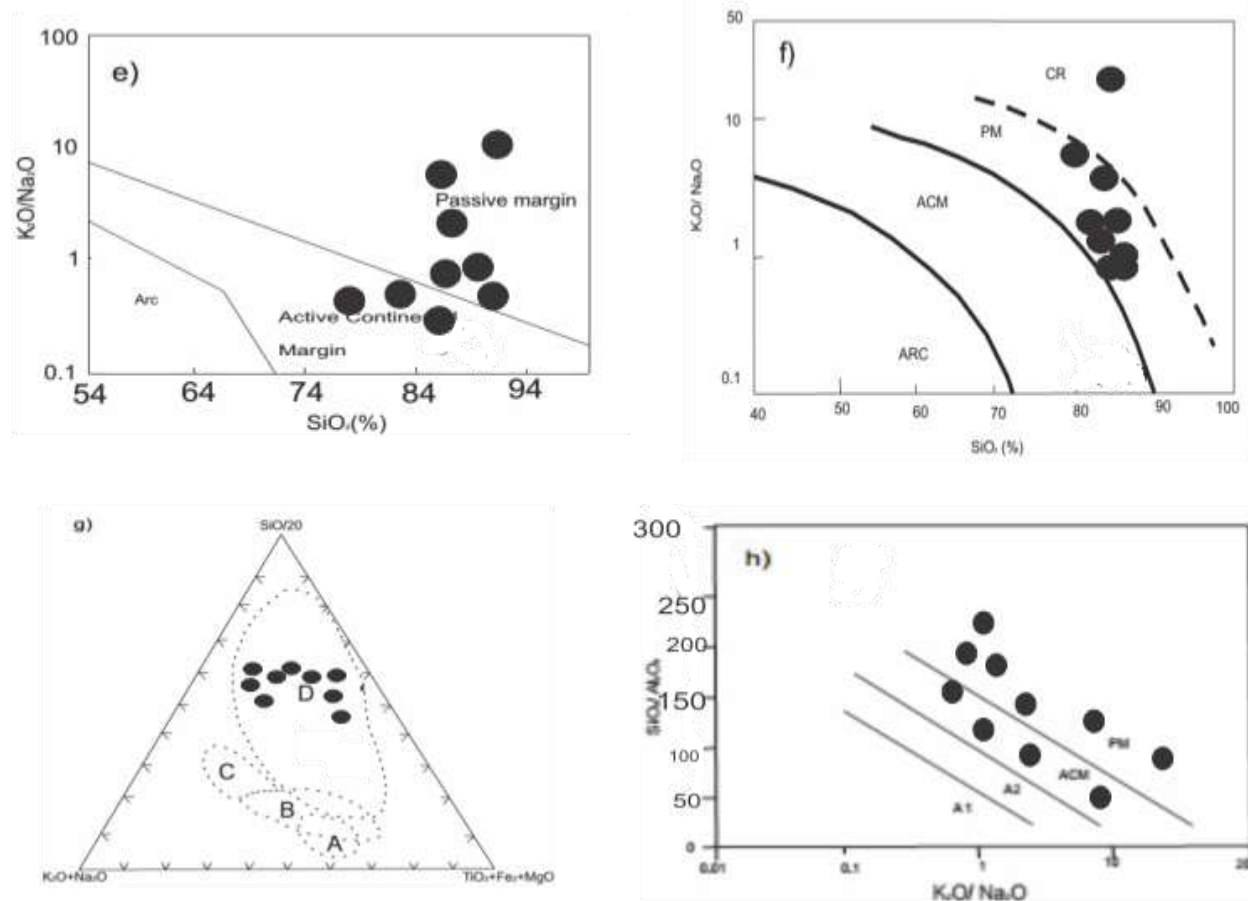 e)
100
10
1
0.1
K₂O/Na₂O
Passive margin
Arc
Active Contine
Margin
54 64 74 84 94
SiO₂(%)
f)
50
10
1
0.1
K₂O/ Na₂O
CR
PM
ACM
ARC
40 50 60 70 80 90 100
SiO₂ (%)
g)
SiO/20
D
C
B
A
K₂O+Na₂O
TiO₂+Fe₂+MgO
h)
300
250
200
150
100
50
0
SiO₂/Al₂O₃
PM
ACM
A2
A1
0.01 0.1 1 10 20
K₂O/ Na₂O